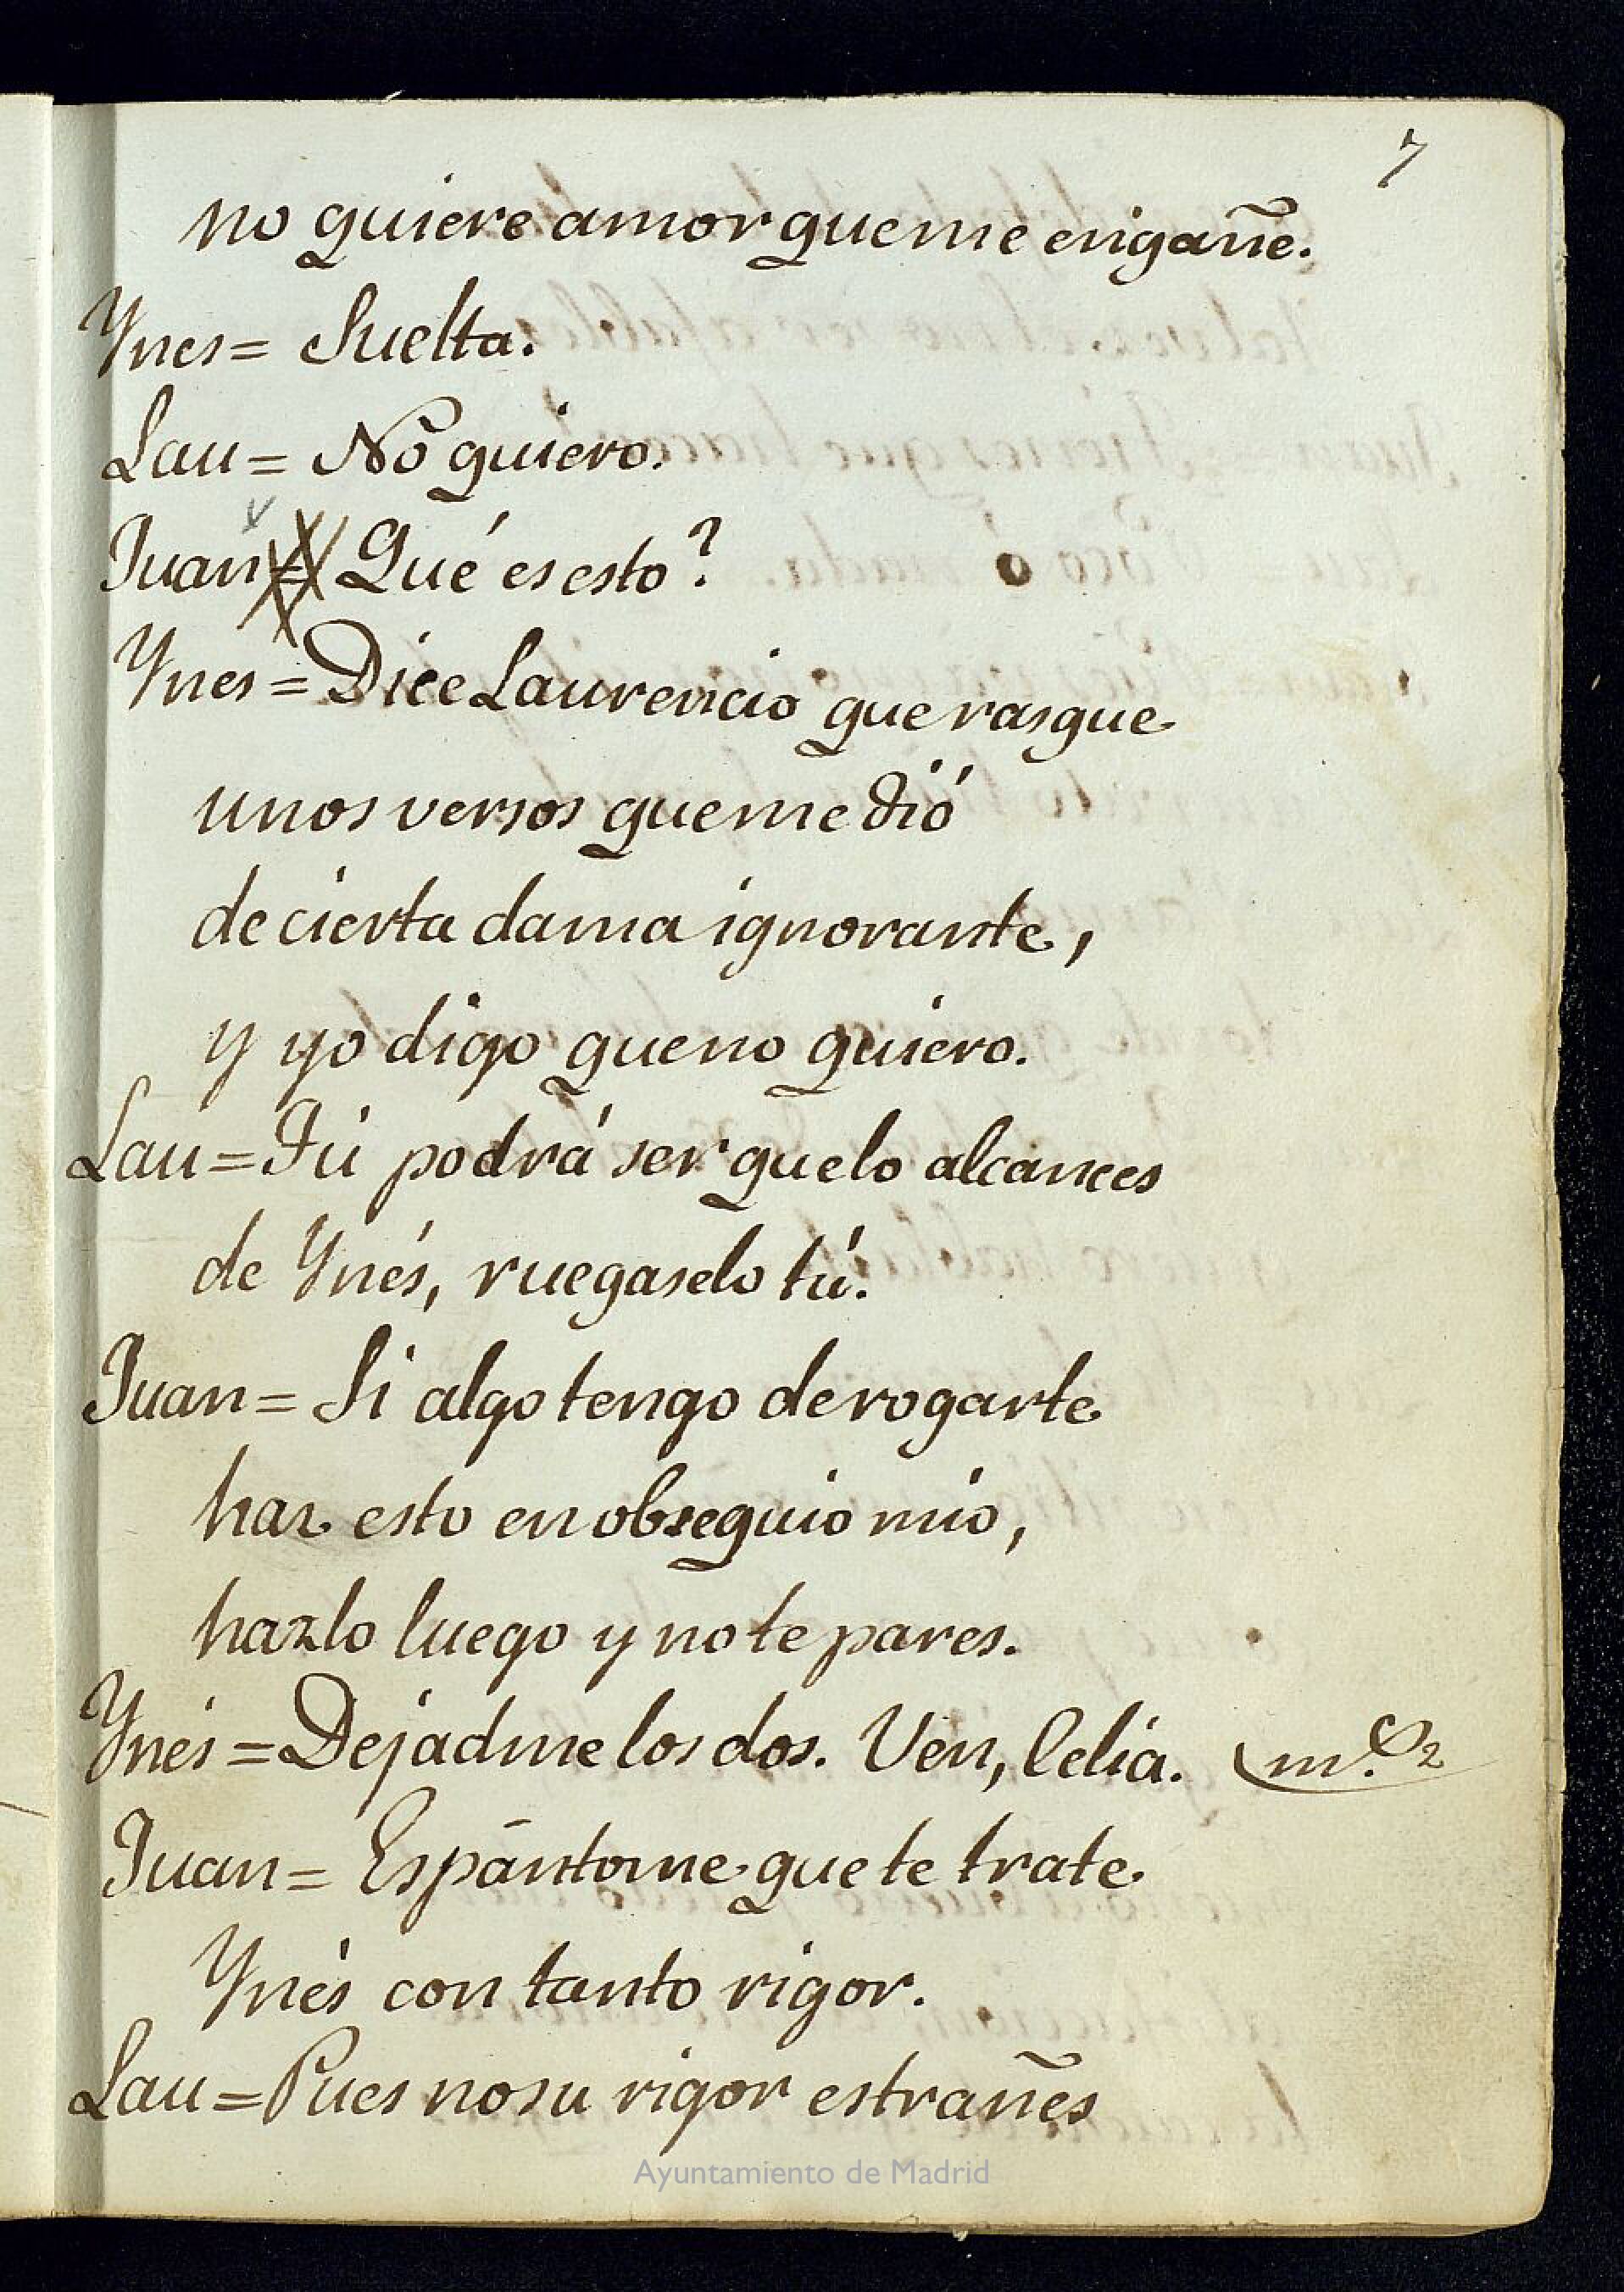 7
no quiere amor que me engañe.
Ynes = Suelta.
Lau = No quiero.
Juan = Qué es esto?
Ynes = Dice Laurencio que rasgue
unos versos que me dió
de cierta dama ignorante,
y yo digo que no quiero.
Lau = Tú podrá ser que lo alcances
de Ynés, ruegaselo tú.
Juan = Si algo tengo de rogarte
haz esto en obsequio mio,
hazlo luego y no te pares.
Ynés = Dejadme los dos. Ven, Celia.
Juan = Espántome que te trate
Ynés con tanto rigor.
Lau = Pues no su rigor estrañes
Ayuntamiento de Madrid